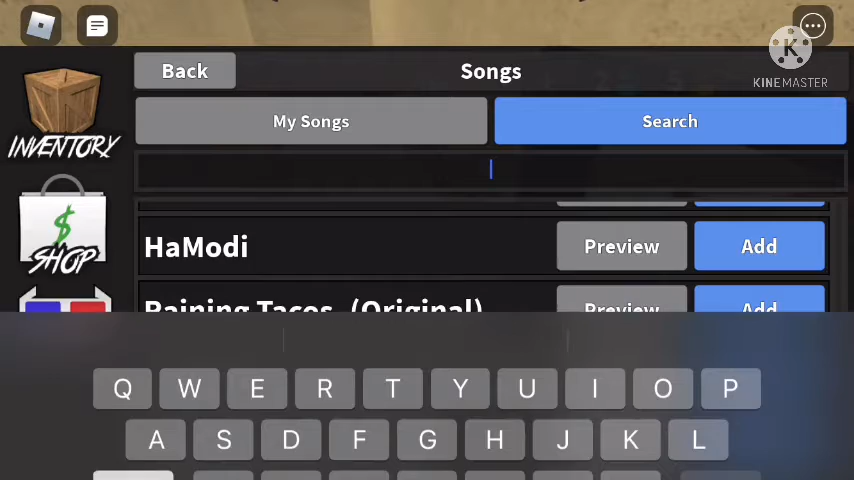 K
KINEMASTER
Back
Songs
My Songs
Search
INVENTORY
$
SHOP
HaModi
Preview
Add
Raining Tacos (Original)
Preview
Add
Q W E R T Y U I O P
A S D F G H J K L